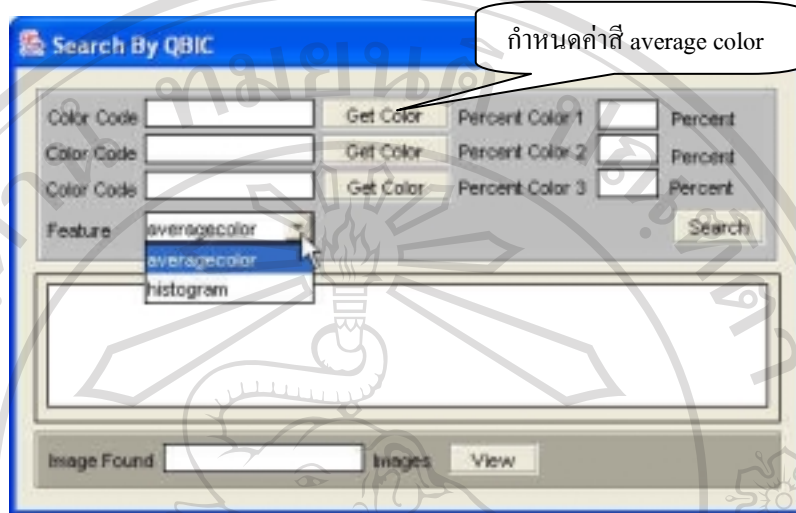 Search By QBIC
กำหนดค่าสี average color
Color Code Get Color Percent Color 1 Percent
Color Code Get Color Percent Color 2 Percent
Color Code Get Color Percent Color 3 Percent
Feature averagecolor Search
averagecolor
histogram
Image Found Images View